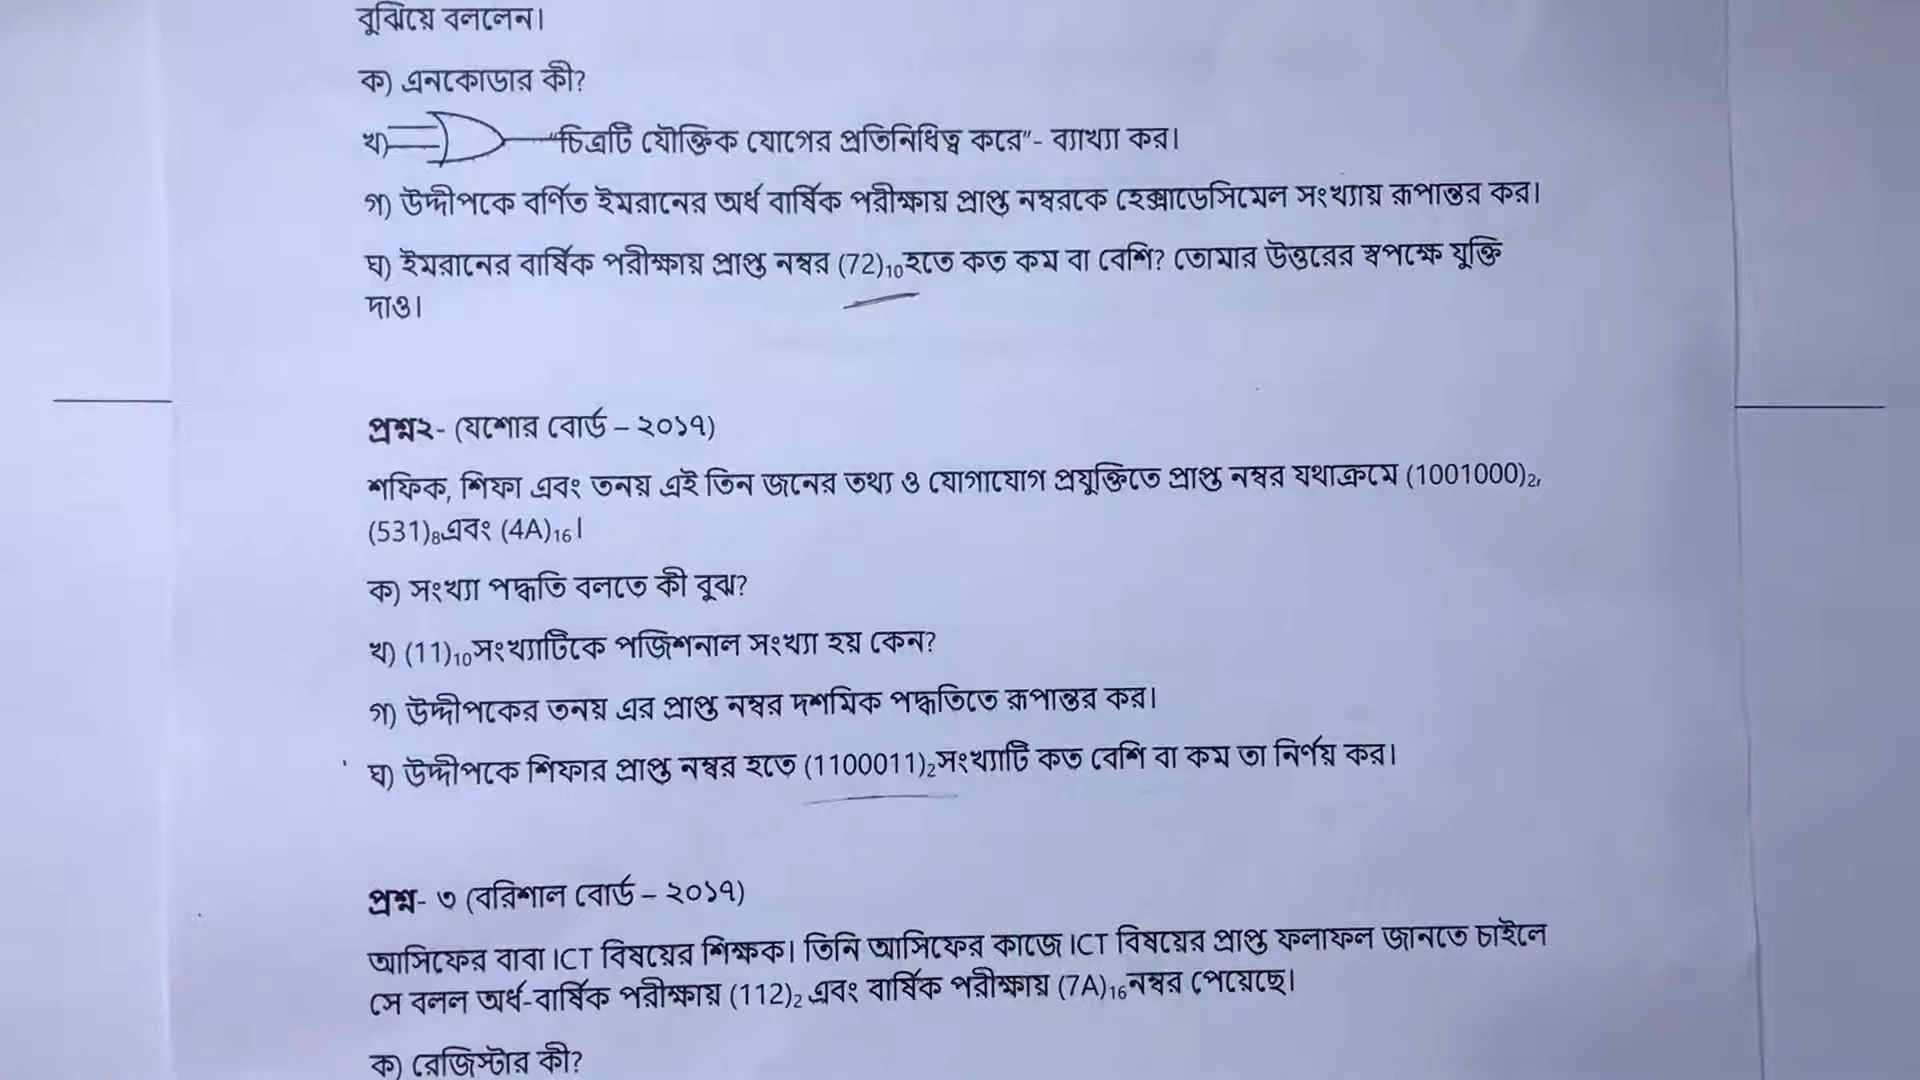 বুঝিয়ে বললেন।
ক) এনকোডার কী?
খ) "চিত্রটি যৌক্তিক যোগের প্রতিনিধিত্ব করে"- ব্যাখ্যা কর।
গ) উদ্দীপকে বর্ণিত ইমরানের অর্ধ বার্ষিক পরীক্ষায় প্রাপ্ত নম্বরকে হেক্সাডেসিমেল সংখ্যায় রূপান্তর কর।
ঘ) ইমরানের বার্ষিক পরীক্ষায় প্রাপ্ত নম্বর (72)₁₀হতে কত কম বা বেশি? তোমার উত্তরের স্বপক্ষে যুক্তি
দাও।
প্রশ্ন২- (যশোর বোর্ড – ২০১৭)
শফিক, শিফা এবং তনয় এই তিন জনের তথ্য ও যোগাযোগ প্রযুক্তিতে প্রাপ্ত নম্বর যথাক্রমে (1001000)₂,
(531)₈এবং (4A)₁₆।
ক) সংখ্যা পদ্ধতি বলতে কী বুঝ?
খ) (11)₁₀সংখ্যাটিকে পজিশনাল সংখ্যা হয় কেন?
গ) উদ্দীপকের তনয় এর প্রাপ্ত নম্বর দশমিক পদ্ধতিতে রূপান্তর কর।
ঘ) উদ্দীপকে শিফার প্রাপ্ত নম্বর হতে (1100011)₂সংখ্যাটি কত বেশি বা কম তা নির্ণয় কর।
প্রশ্ন- ৩ (বরিশাল বোর্ড – ২০১৭)
আসিফের বাবা ICT বিষয়ের শিক্ষক। তিনি আসিফের কাজে ICT বিষয়ের প্রাপ্ত ফলাফল জানতে চাইলে
সে বলল অর্ধ-বার্ষিক পরীক্ষায় (112)₂ এবং বার্ষিক পরীক্ষায় (7A)₁₆নম্বর পেয়েছে।
ক) রেজিস্টার কী?